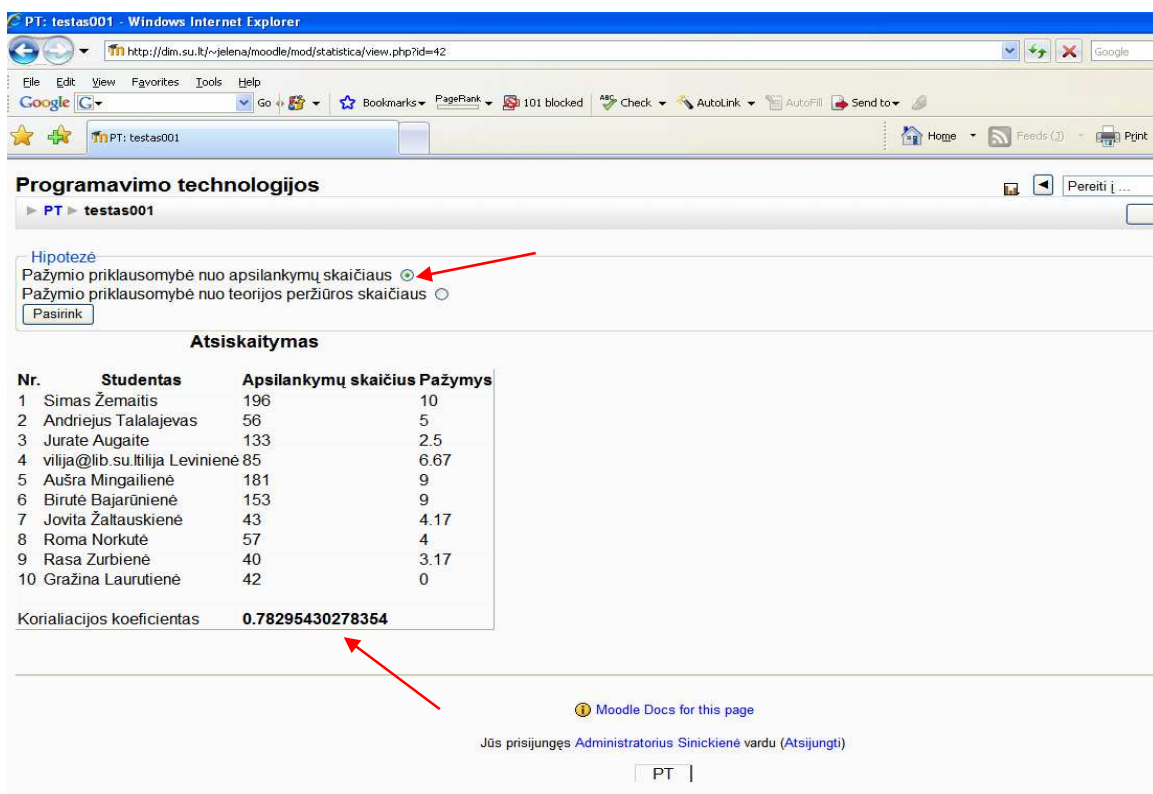 PT: testas001 - Windows Internet Explorer
http://dim.su.lt/~jelena/moodle/mod/statistica/view.php?id=42
Google
File Edit View Favorites Tools Help
Google G Go Bookmarks PageRank 101 blocked ABC Check AutoLink AutoFill Send to
PT: testas001
Home Feeds (J) Print
Programavimo technologijos
Pereiti į ...
PT testas001
Hipotezė
Pažymio priklausomybė nuo apsilankymų skaičiaus
Pažymio priklausomybė nuo teorijos peržiūros skaičiaus
Pasirink
Atsiskaitymas
Nr. Studentas Apsilankymų skaičius Pažymys
1 Simas Žemaitis 196 10
2 Andriejus Talalajevas 56 5
3 Jurate Augaite 133 2.5
4 vilija@lib.su.ltilija Levinienė 85 6.67
5 Aušra Mingailienė 181 9
6 Birutė Bajarūnienė 153 9
7 Jovita Žaltauskienė 43 4.17
8 Roma Norkutė 57 4
9 Rasa Zurbienė 40 3.17
10 Gražina Laurutienė 42 0
Korialiacijos koeficientas 0.78295430278354
Moodle Docs for this page
Jūs prisijungęs Administratorius Sinickienė vardu (Atsijungti)
PT